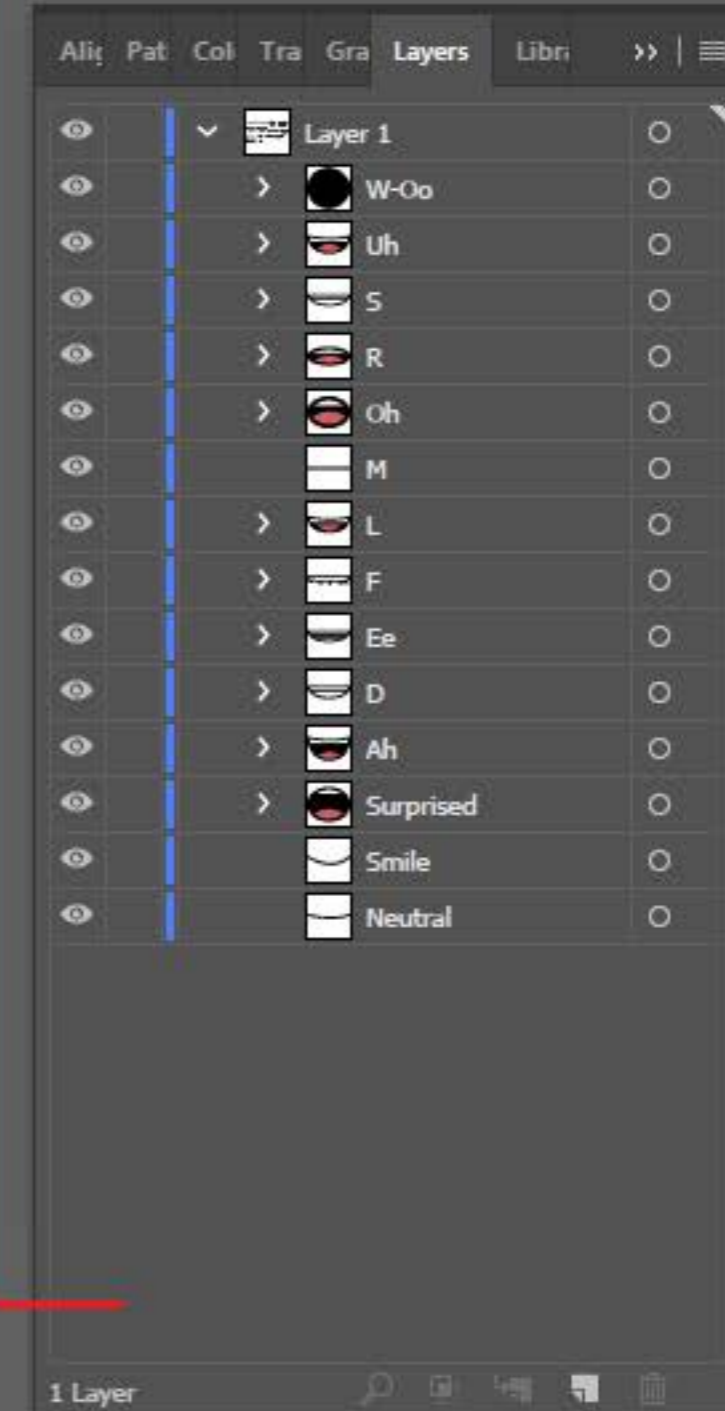 Alig Pat Col Tra Gra Layers Libra
Layer 1
W-Oo
Uh
S
R
Oh
M
L
F
Ee
D
Ah
Surprised
Smile
Neutral
1 Layer